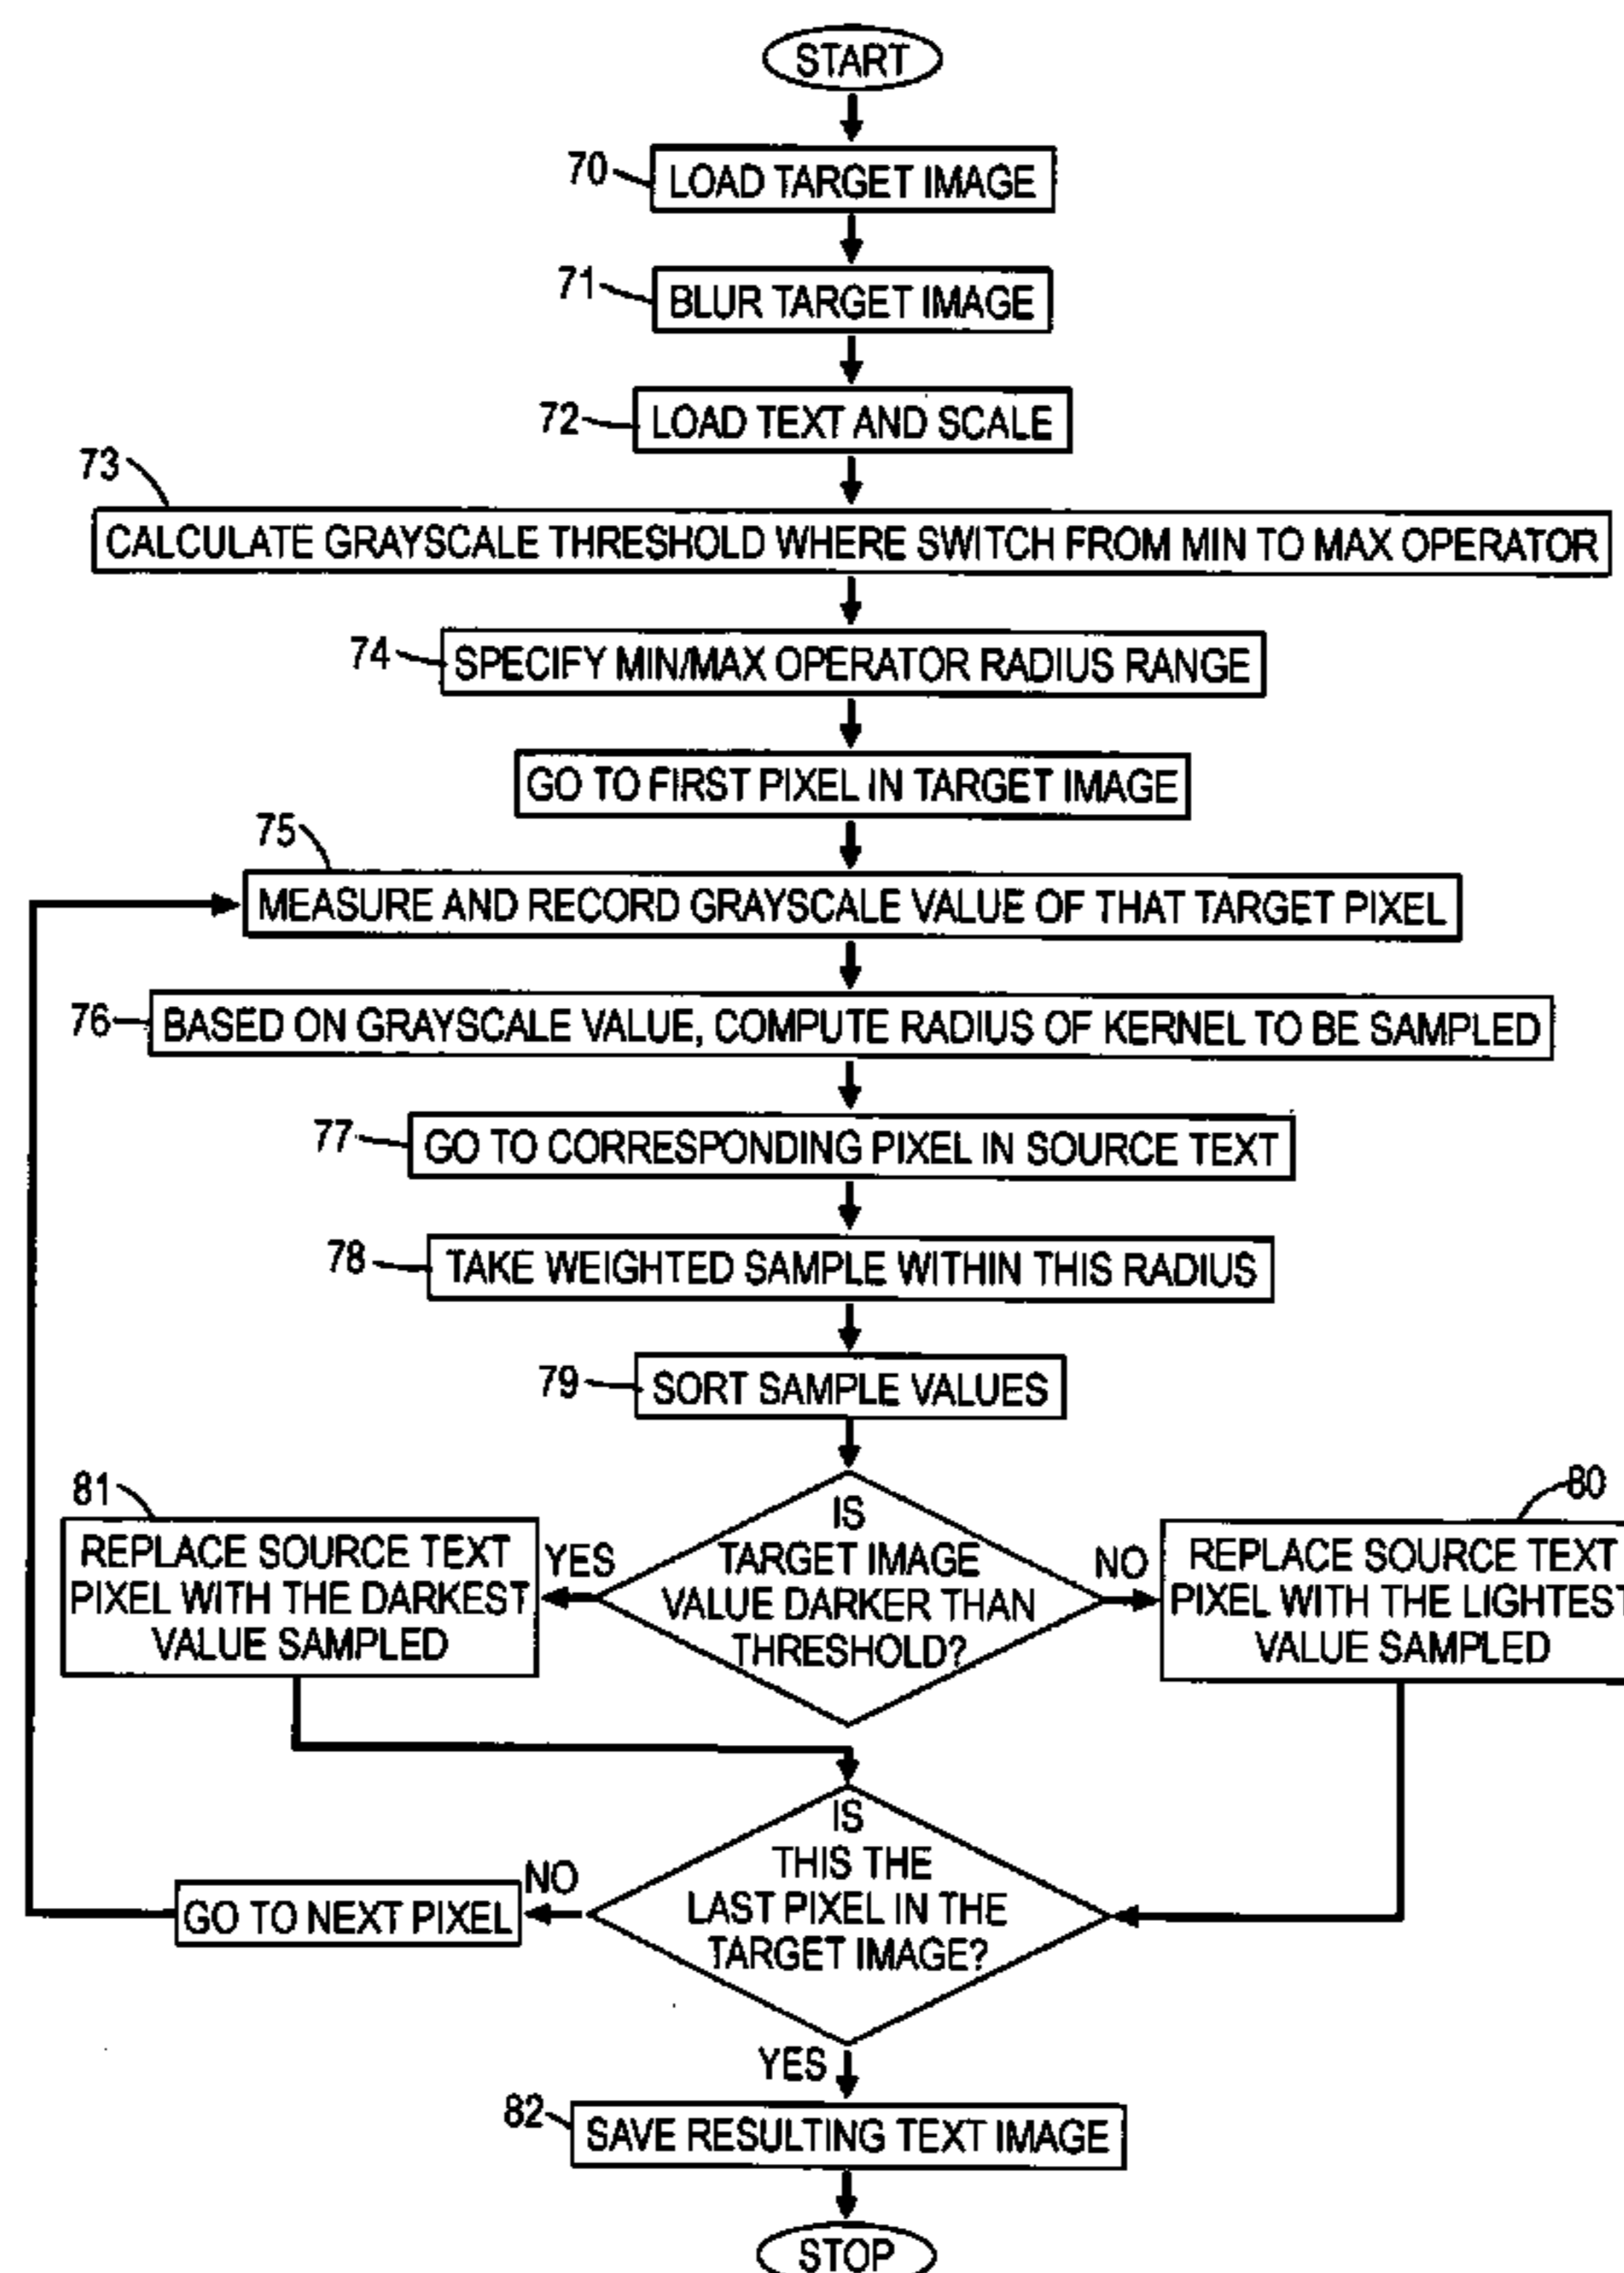 START
70
LOAD TARGET IMAGE
71
BLUR TARGET IMAGE
72
LOAD TEXT AND SCALE
73
CALCULATE GRAYSCALE THRESHOLD WHERE SWITCH FROM MIN TO MAX OPERATOR
74
SPECIFY MIN/MAX OPERATOR RADIUS RANGE
GO TO FIRST PIXEL IN TARGET IMAGE
75
MEASURE AND RECORD GRAYSCALE VALUE OF THAT TARGET PIXEL
76
BASED ON GRAYSCALE VALUE, COMPUTE RADIUS OF KERNEL TO BE SAMPLED
77
GO TO CORRESPONDING PIXEL IN SOURCE TEXT
78
TAKE WEIGHTED SAMPLE WITHIN THIS RADIUS
79
SORT SAMPLE VALUES
IS
TARGET IMAGE
VALUE DARKER THAN
THRESHOLD?
YES
81
REPLACE SOURCE TEXT
PIXEL WITH THE DARKEST
VALUE SAMPLED
NO
80
REPLACE SOURCE TEXT
PIXEL WITH THE LIGHTEST
VALUE SAMPLED
IS
THIS THE
LAST PIXEL IN THE
TARGET IMAGE?
NO
GO TO NEXT PIXEL
YES
82
SAVE RESULTING TEXT IMAGE
STOP